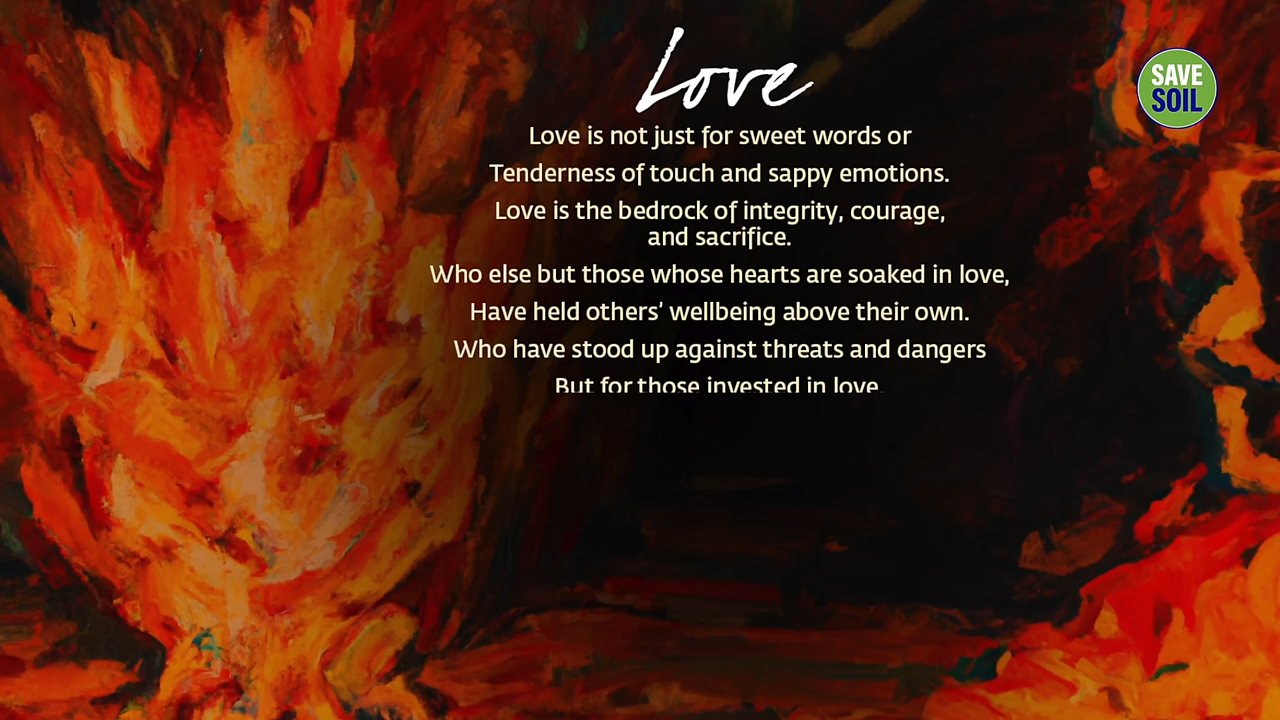 Love
SAVE
SOIL
Love is not just for sweet words or
Tenderness of touch and sappy emotions.
Love is the bedrock of integrity, courage,
and sacrifice.
Who else but those whose hearts are soaked in love,
Have held others’ wellbeing above their own.
Who have stood up against threats and dangers
But for those invested in love.